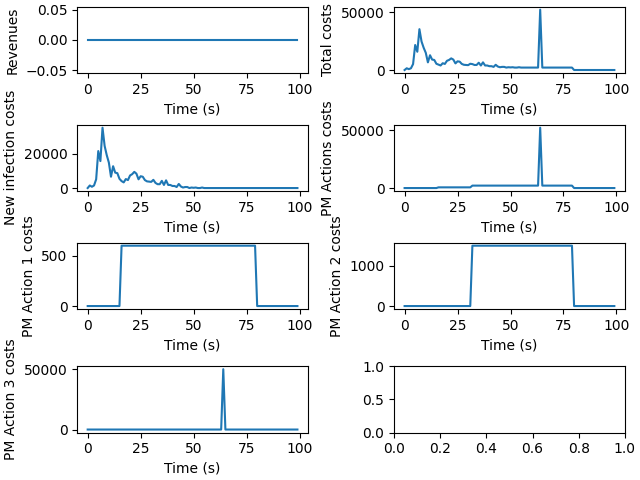 Revenues
0.05
0.00
−0.05
0 25 50 75 100
Time (s)
Total costs
50000
0
0 25 50 75 100
Time (s)
New infection costs
20000
0
0 25 50 75 100
Time (s)
PM Actions costs
50000
0
0 25 50 75 100
Time (s)
PM Action 1 costs
500
0
0 25 50 75 100
Time (s)
PM Action 2 costs
1000
0
0 25 50 75 100
Time (s)
PM Action 3 costs
50000
0
0 25 50 75 100
Time (s)
1.0
0.5
0.0
0.0 0.2 0.4 0.6 0.8 1.0